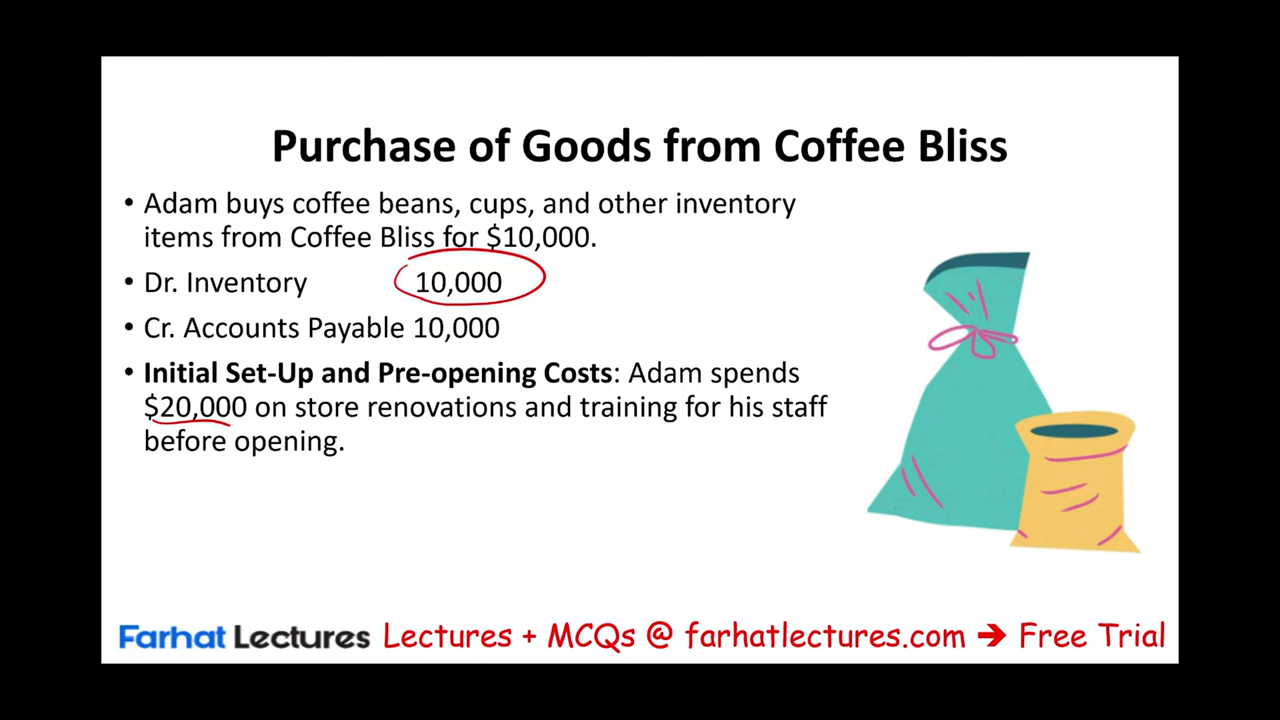 Purchase of Goods from Coffee Bliss
• Adam buys coffee beans, cups, and other inventory
items from Coffee Bliss for $10,000.
• Dr. Inventory 10,000
• Cr. Accounts Payable 10,000
• Initial Set-Up and Pre-opening Costs: Adam spends
$20,000 on store renovations and training for his staff
before opening.
Farhat Lectures Lectures + MCQs @ farhatlectures.com → Free Trial